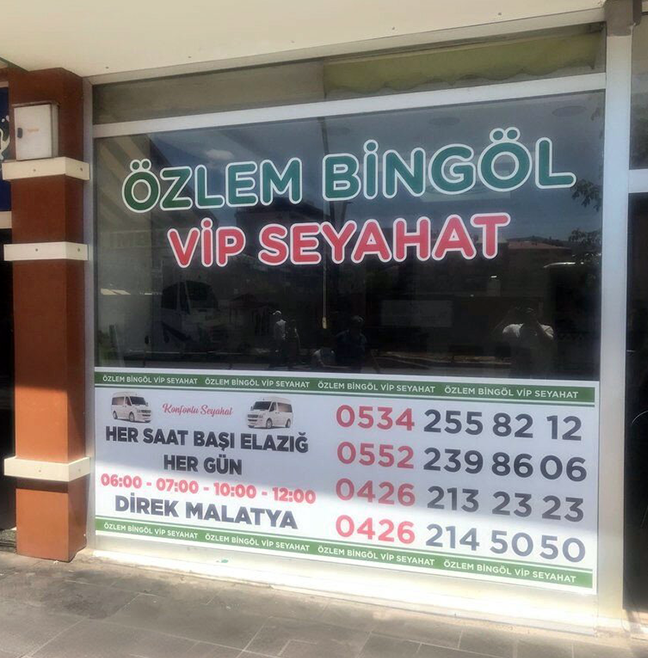 ÖZLEM BİNGÖL
VİP SEYAHAT
ÖZLEM BİNGÖL VİP SEYAHAT ÖZLEM BİNGÖL VİP SEYAHAT ÖZLEM BİNGÖL VİP SEYAHAT ÖZLEM BİNGÖL VİP SEYAHAT
Konforlu Seyahat
HER SAAT BAŞI ELAZIĞ
HER GÜN
06:00 - 07:00 - 10:00 - 12:00
DİREK MALATYA
0534 255 82 12
0552 239 86 06
0426 213 23 23
0426 214 50 50
ÖZLEM BİNGÖL VİP SEYAHAT ÖZLEM BİNGÖL VİP SEYAHAT ÖZLEM BİNGÖL VİP SEYAHAT ÖZLEM BİNGÖL VİP SEYAHAT